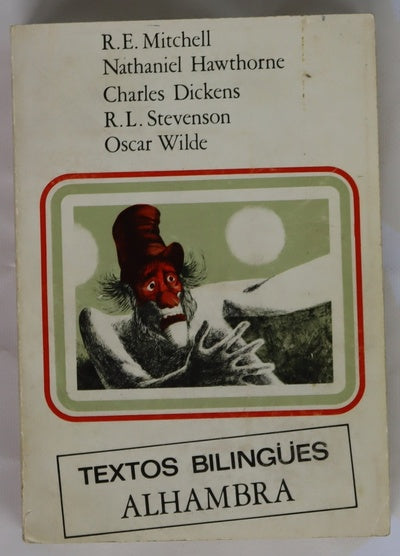 R.E. Mitchell
Nathaniel Hawthorne
Charles Dickens
R.L. Stevenson
Oscar Wilde
TEXTOS BILINGÜES
ALHAMBRA